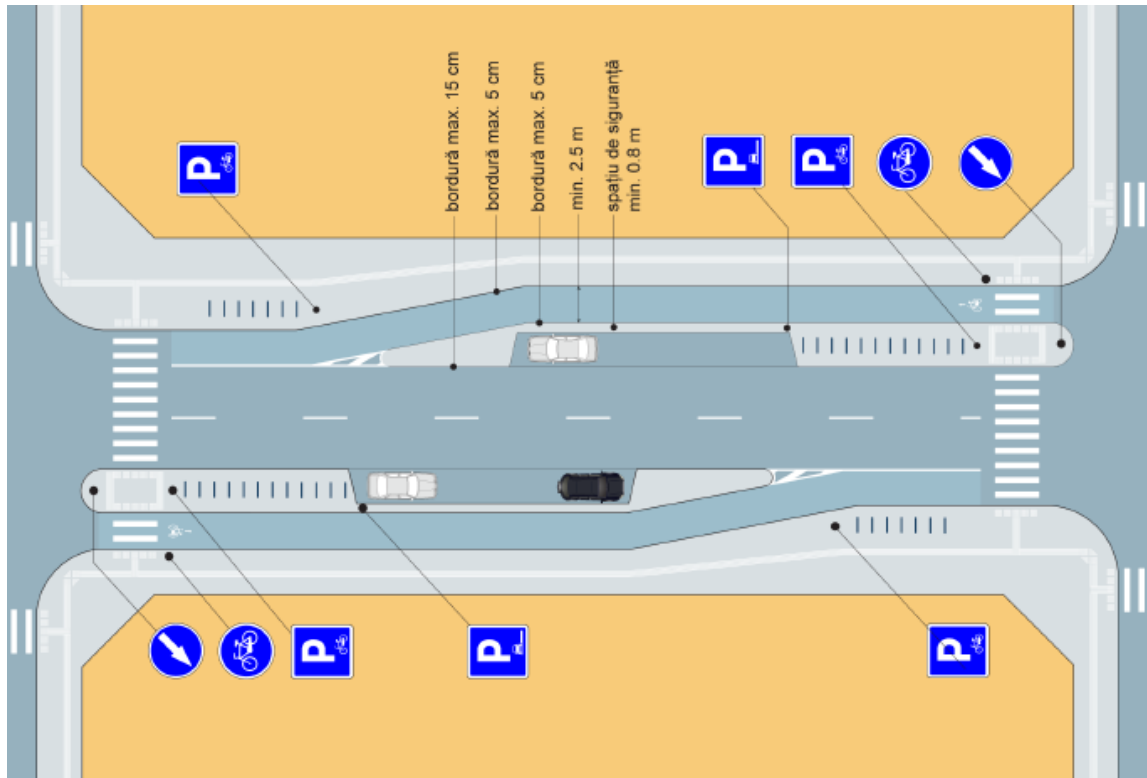 bordură max. 15 cm
bordură max. 5 cm
bordură max. 5 cm
min. 2.5 m
spațiu de siguranță
min. 0.8 m
P
P
P
P
P
P